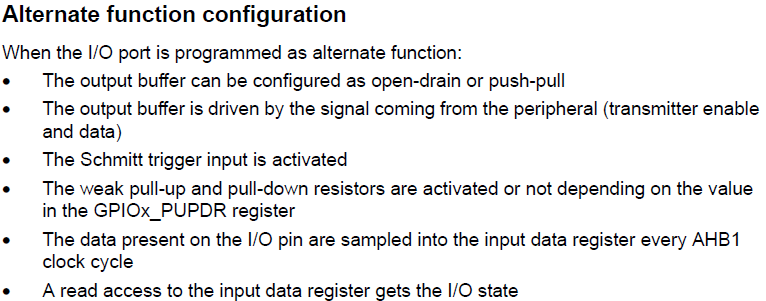 Alternate function configuration
When the I/O port is programmed as alternate function:
• The output buffer can be configured as open-drain or push-pull
• The output buffer is driven by the signal coming from the peripheral (transmitter enable
and data)
• The Schmitt trigger input is activated
• The weak pull-up and pull-down resistors are activated or not depending on the value
in the GPIOx_PUPDR register
• The data present on the I/O pin are sampled into the input data register every AHB1
clock cycle
• A read access to the input data register gets the I/O state